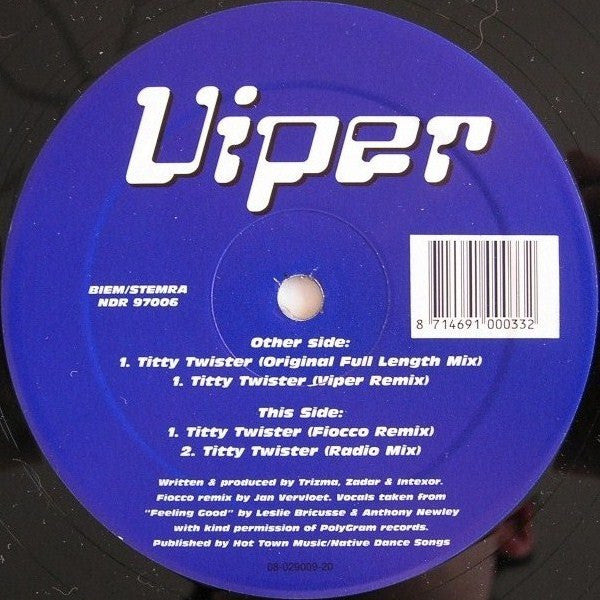 Viper
BIEM/STEMRA
NDR 97006
8 714691 000332
Other side:
1. Titty Twister (Original Full Length Mix)
1. Titty Twister (Viper Remix)
This Side:
1. Titty Twister (Fiocco Remix)
2. Titty Twister (Radio Mix)
Written & produced by Trizma, Zadar & Intexor.
Fiocco remix by Jan Vervloet. Vocals taken from
"Feeling Good" by Leslie Bricusse & Anthony Newley
with kind permission of PolyGram records.
Published by Hot Town Music/Native Dance Songs
08-029009-20